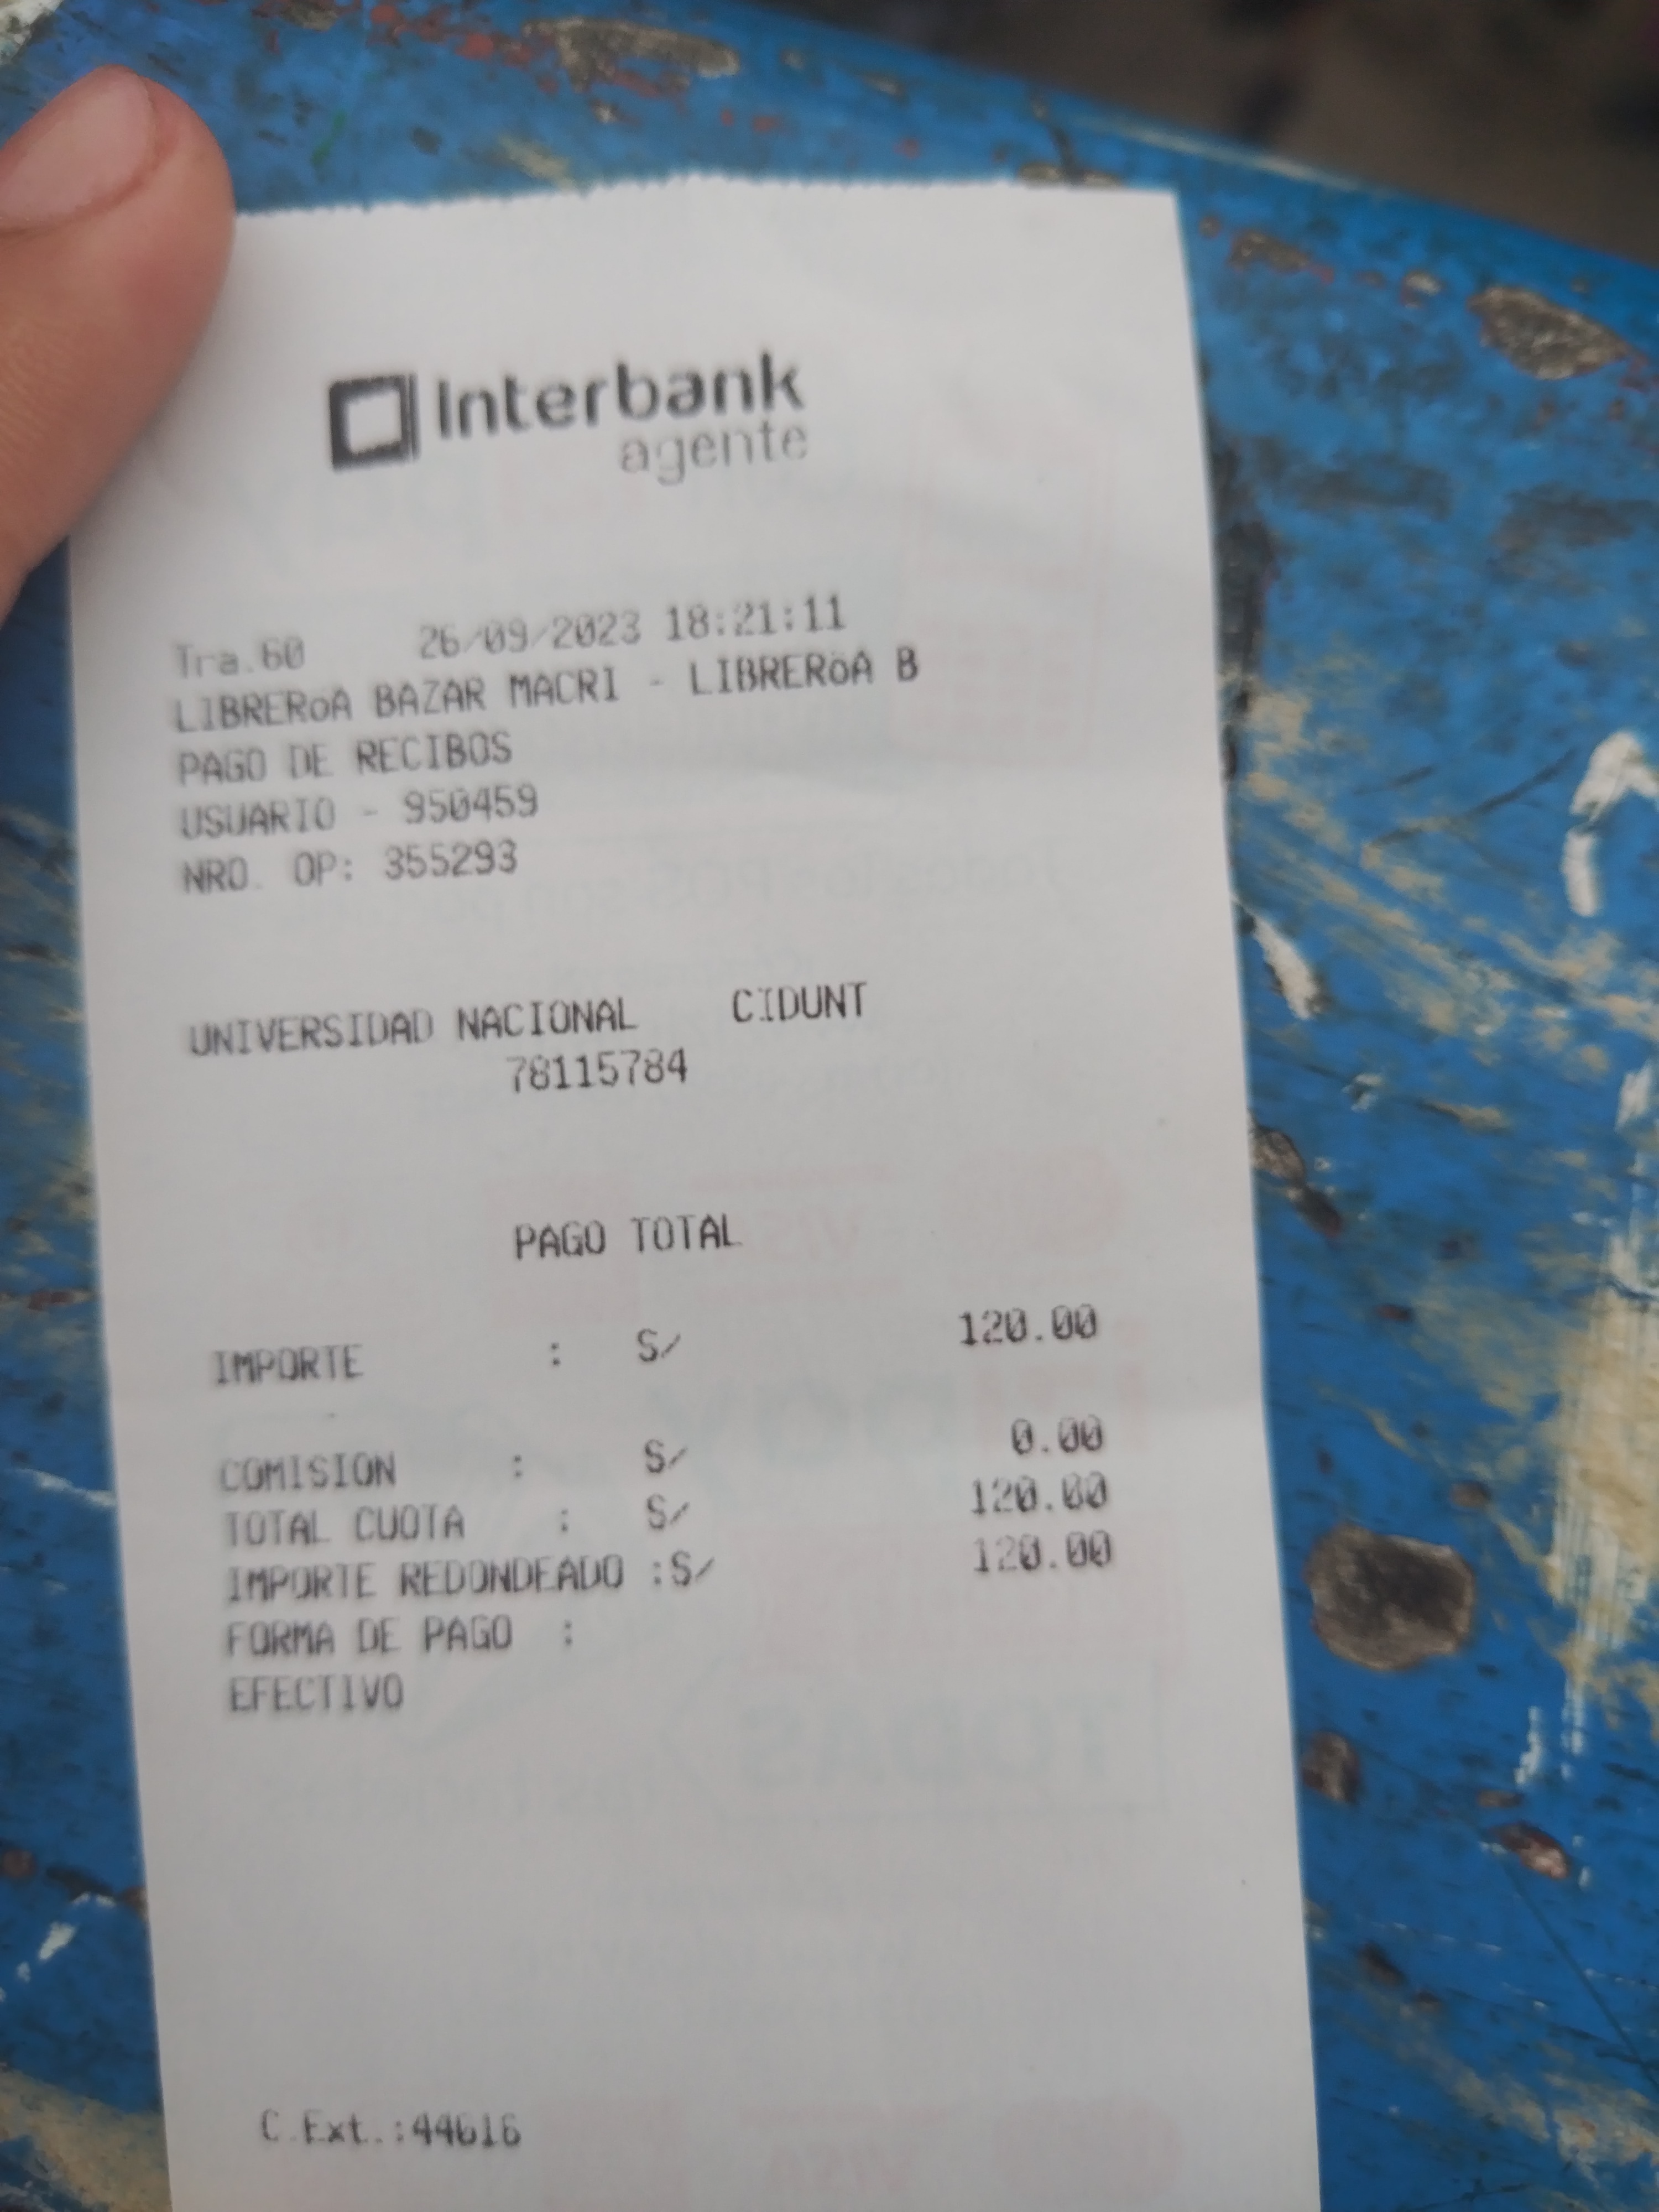 Interbank
agente
Tra.60 26/09/2023 18:21:11
LIBRERöA BAZAR MACRI - LIBRERöA B
PAGO DE RECIBOS
USUARIO - 950459
NRO. OP: 355293
UNIVERSIDAD NACIONAL CIDUNT
78115784
PAGO TOTAL
IMPORTE : S/ 120.00
COMISION : S/ 0.00
TOTAL CUOTA : S/ 120.00
IMPORTE REDONDEADO :S/ 120.00
FORMA DE PAGO :
EFECTIVO
C.Ext.:44616